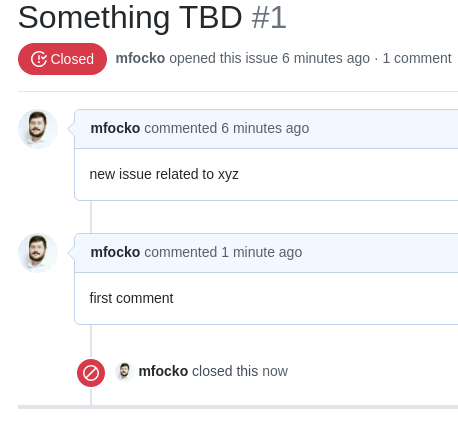 Something TBD #1
Closed mfocko opened this issue 6 minutes ago · 1 comment
mfocko commented 6 minutes ago
new issue related to xyz
mfocko commented 1 minute ago
first comment
mfocko closed this now